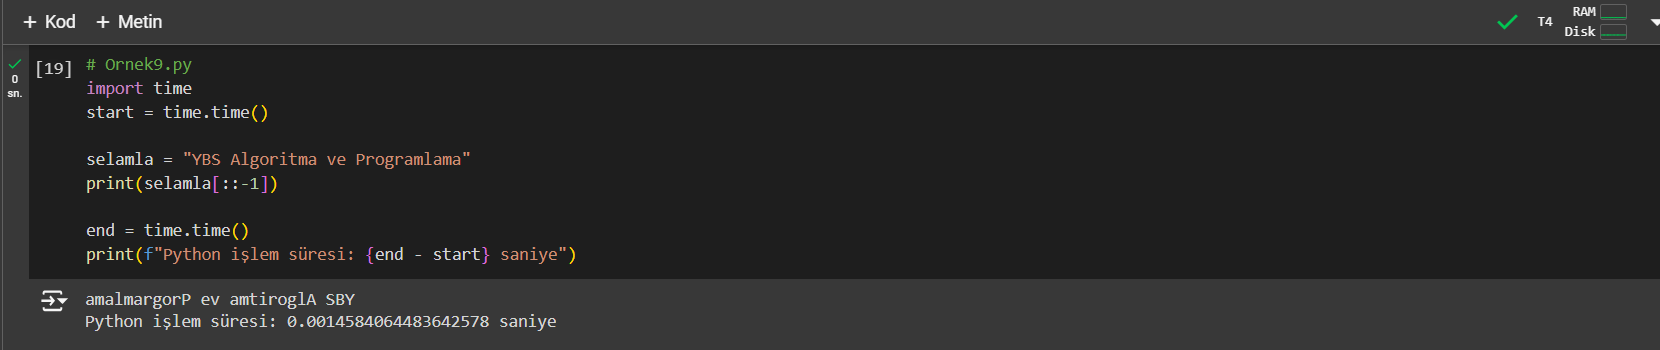 + Kod + Metin
T4
RAM
Disk
0
sn.
[19]
# Ornek9.py
import time
start = time.time()
selamla = "YBS Algoritma ve Programlama"
print(selamla[::-1])
end = time.time()
print(f"Python işlem süresi: {end - start} saniye")
amalmargorP ev amtiroglA SBY
Python işlem süresi: 0.0014584064483642578 saniye